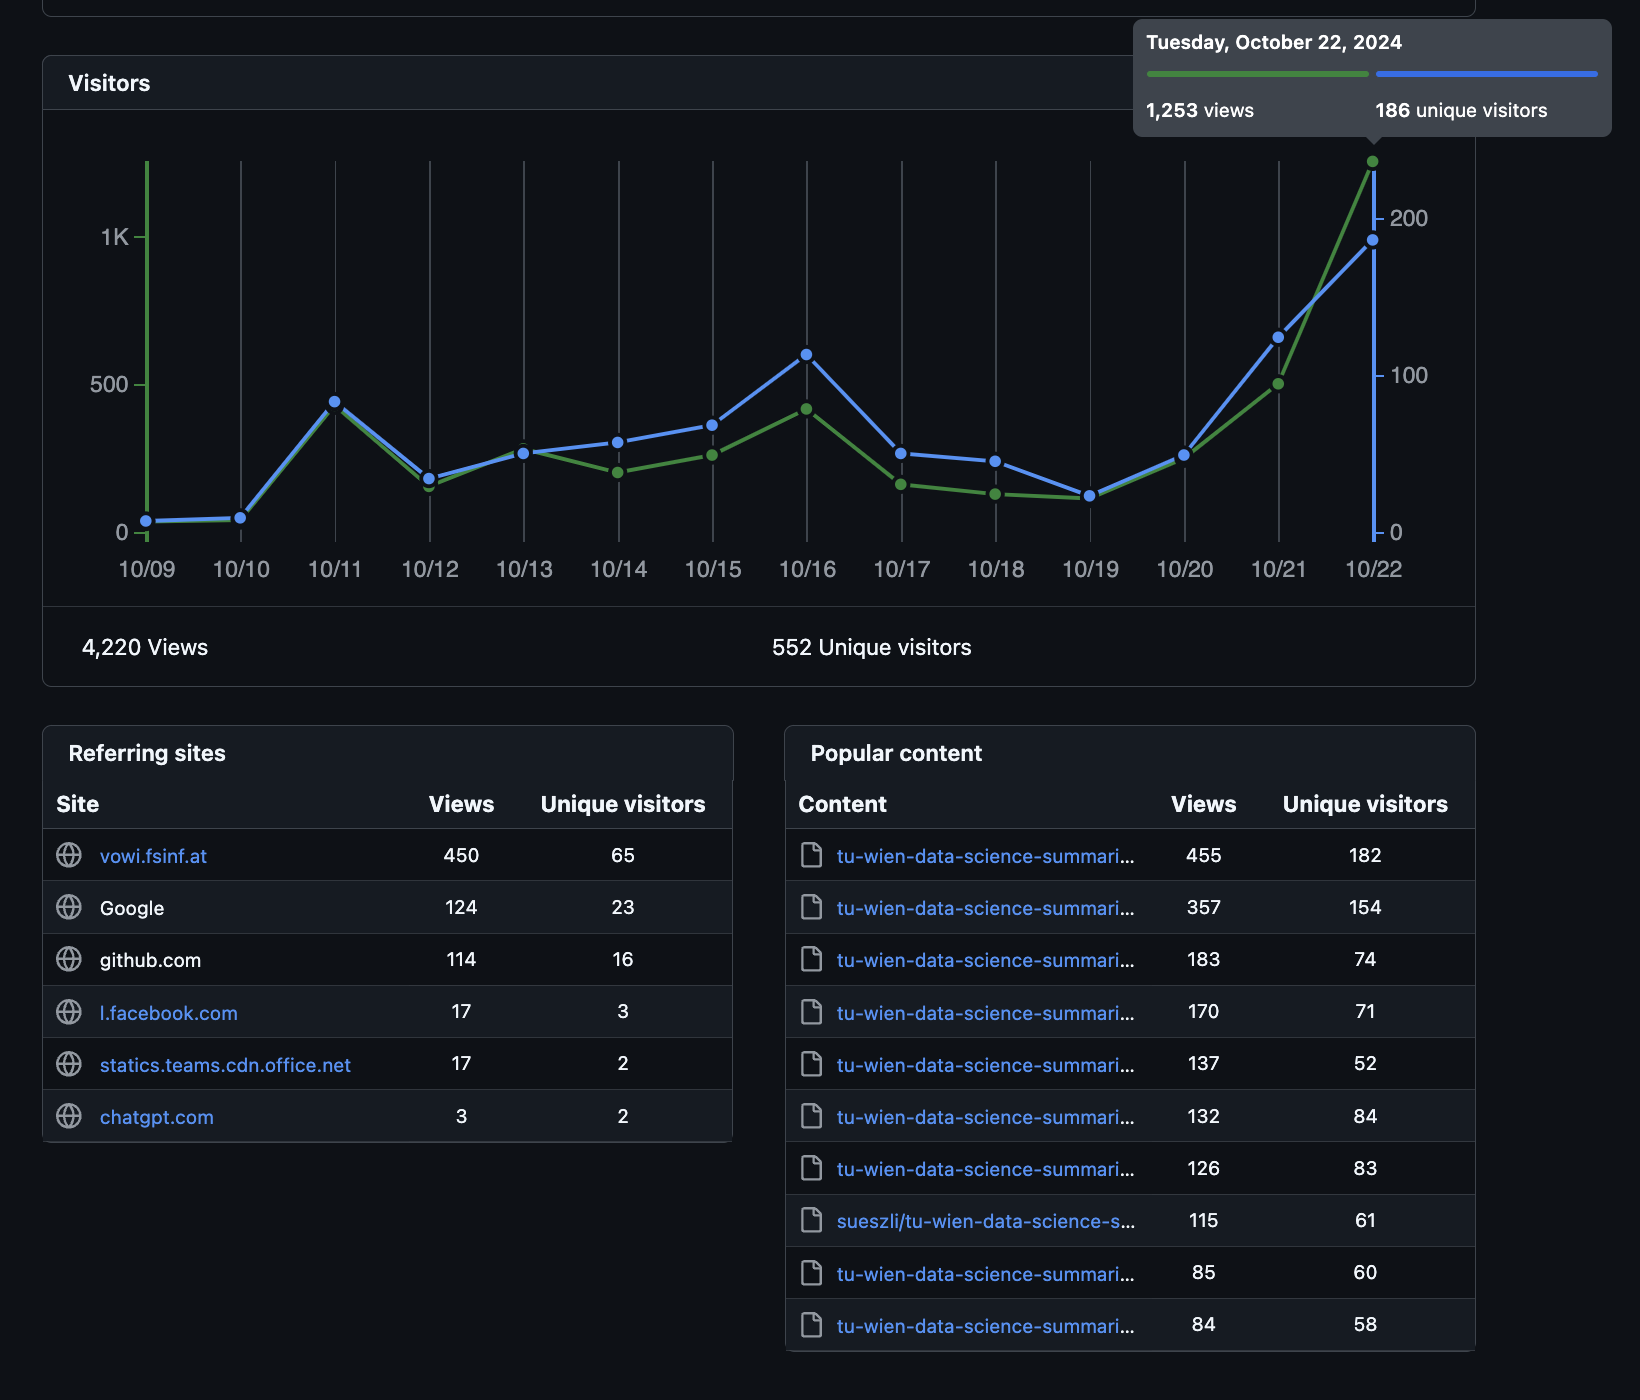 Tuesday, October 22, 2024
1,253 views 186 unique visitors
Visitors
1K
500
0
200
100
0
10/09 10/10 10/11 10/12 10/13 10/14 10/15 10/16 10/17 10/18 10/19 10/20 10/21 10/22
4,220 Views 552 Unique visitors
Referring sites
Site Views Unique visitors
vowi.fsinf.at 450 65
Google 124 23
github.com 114 16
l.facebook.com 17 3
statics.teams.cdn.office.net 17 2
chatgpt.com 3 2
Popular content
Content Views Unique visitors
tu-wien-data-science-summari... 455 182
tu-wien-data-science-summari... 357 154
tu-wien-data-science-summari... 183 74
tu-wien-data-science-summari... 170 71
tu-wien-data-science-summari... 137 52
tu-wien-data-science-summari... 132 84
tu-wien-data-science-summari... 126 83
sueszli/tu-wien-data-science-s... 115 61
tu-wien-data-science-summari... 85 60
tu-wien-data-science-summari... 84 58